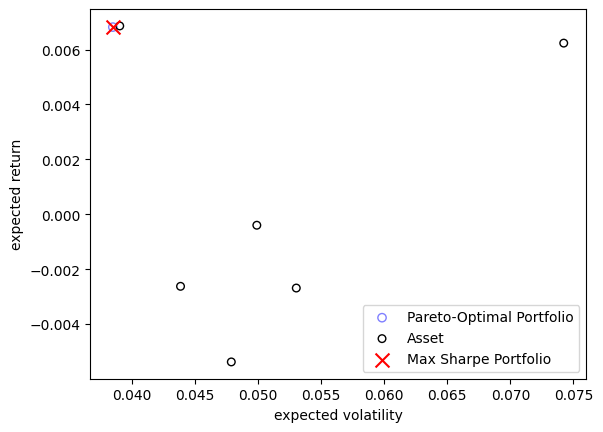 0.006
0.004
0.002
0.000
−0.002
−0.004
expected return
0.040 0.045 0.050 0.055 0.060 0.065 0.070 0.075
expected volatility
Pareto-Optimal Portfolio
Asset
Max Sharpe Portfolio